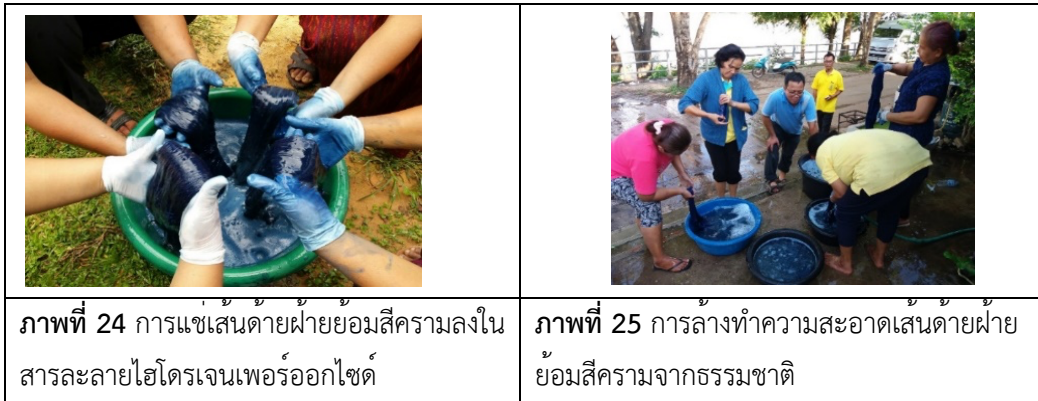 ภาพที่ 24 การแช่เส้นด้ายฝ้ายย้อมสีครามลงใน
สารละลายไฮโดรเจนเพอร์ออกไซด์
ภาพที่ 25 การล้างทำความสะอาดเส้นด้ายฝ้าย
ย้อมสีครามจากธรรมชาติ